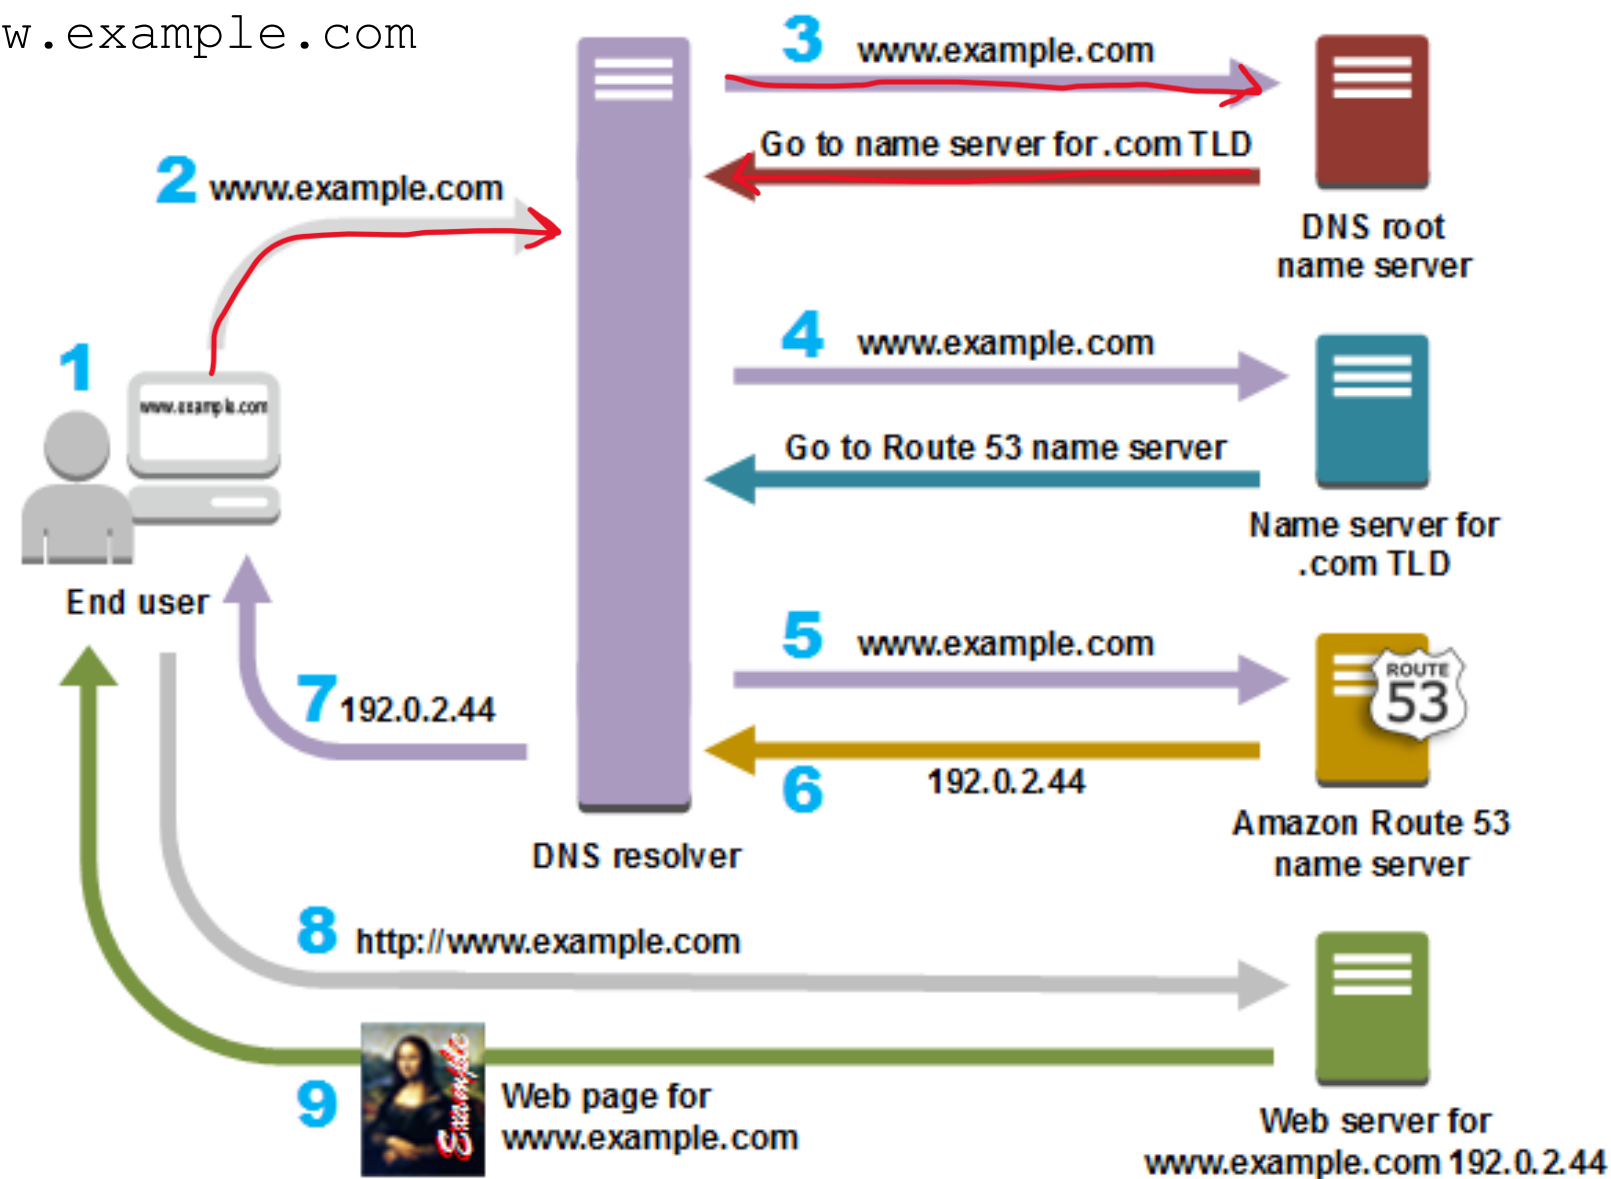 w.example.com
3 www.example.com
Go to name server for .com TLD
DNS root
name server
2 www.example.com
1
www.example.com
End user
4 www.example.com
Go to Route 53 name server
Name server for
.com TLD
5 www.example.com
ROUTE
53
6 192.0.2.44
Amazon Route 53
name server
7 192.0.2.44
DNS resolver
8 http://www.example.com
9
Example
Web page for
www.example.com
Web server for
www.example.com 192.0.2.44